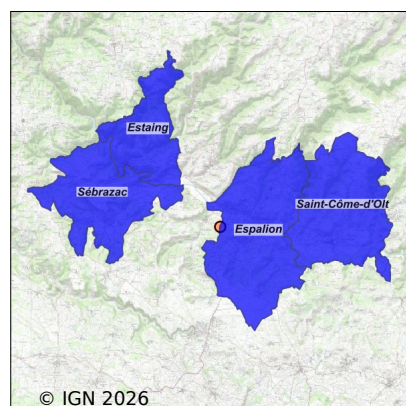 Estaing
Sébrazac
Saint-Côme-d'Olt
Espalion
© IGN 2026